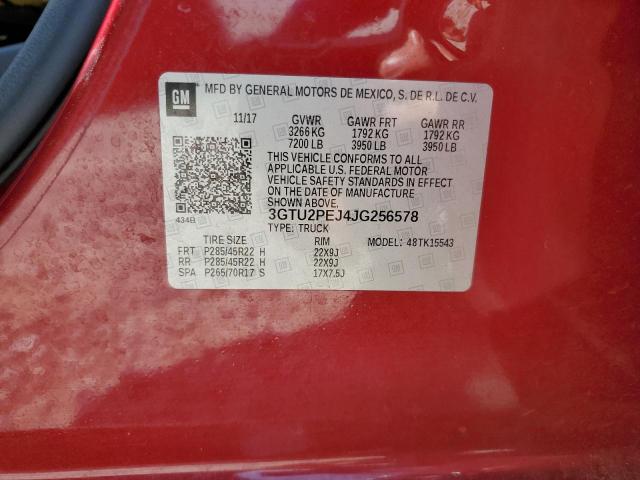 GM
MFD BY GENERAL MOTORS DE MEXICO, S. DE R.L. DE C.V.
11/17 GVWR GAWR FRT GAWR RR
3266 KG 1792 KG 1792 KG
7200 LB 3950 LB 3950 LB
THIS VEHICLE CONFORMS TO ALL
APPLICABLE U.S. FEDERAL MOTOR
VEHICLE SAFETY STANDARDS IN EFFECT
ON THE DATE OF MANUFACTURE
SHOWN ABOVE.
3GTU2PEJ4JG256578
434B
TYPE: TRUCK
TIRE SIZE RIM MODEL: 48TK15543
FRT P285/45R22 H 22X9J
RR P285/45R22 H 22X9J
SPA P265/70R17 S 17X7.5J